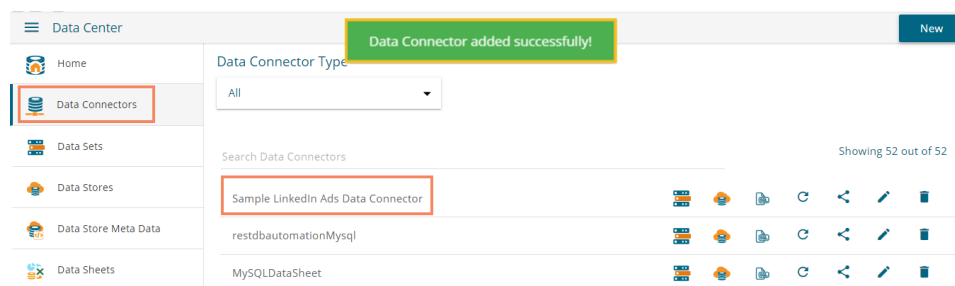 Data Center
Data Connector added successfully!
New
Home
Data Connector Type
All
Data Connectors
Data Sets
Search Data Connectors
Showing 52 out of 52
Data Stores
Sample LinkedIn Ads Data Connector
Data Store Meta Data
restdbautomationMysql
Data Sheets
MySQLDataSheet